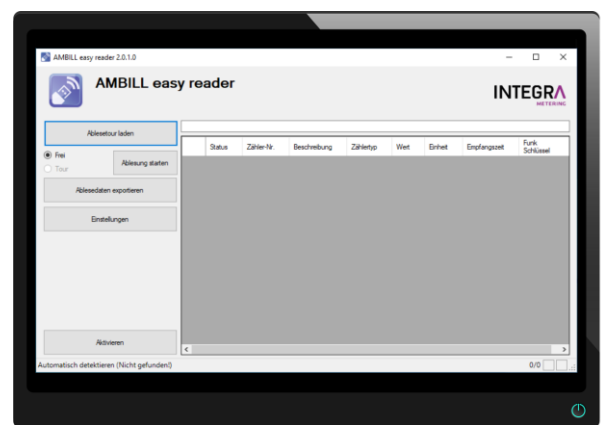 AMBILL easy reader 2.0.1.0
AMBILL easy reader
INTEGRA
METERING
Ablesetour laden
Status Zähler-Nr. Beschreibung Zählertyp Wert Einheit Empfangszeit Funk Schlüssel
Frei
Tour
Ablesung starten
Ablesedaten exportieren
Einstellungen
Aktivieren
Automatisch detektieren (Nicht gefunden!)
0/0